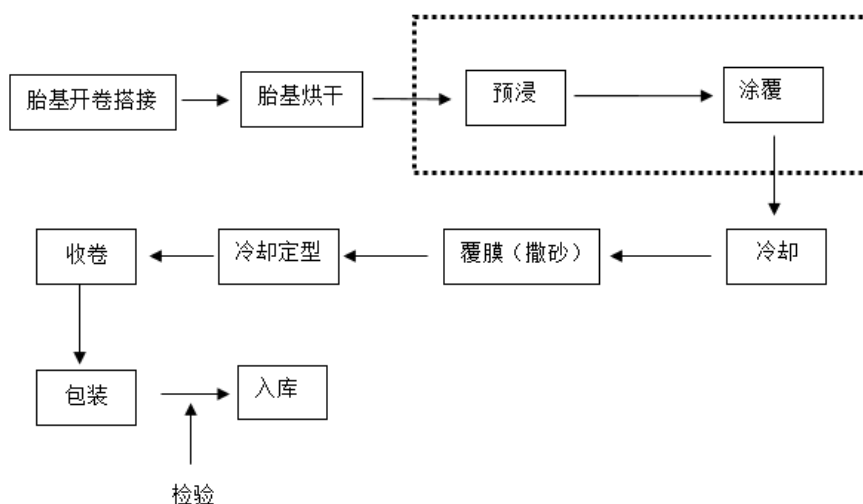 胎基开卷搭接
胎基烘干
预浸
涂覆
冷却
覆膜（撒砂）
冷却定型
收卷
包装
入库
检验